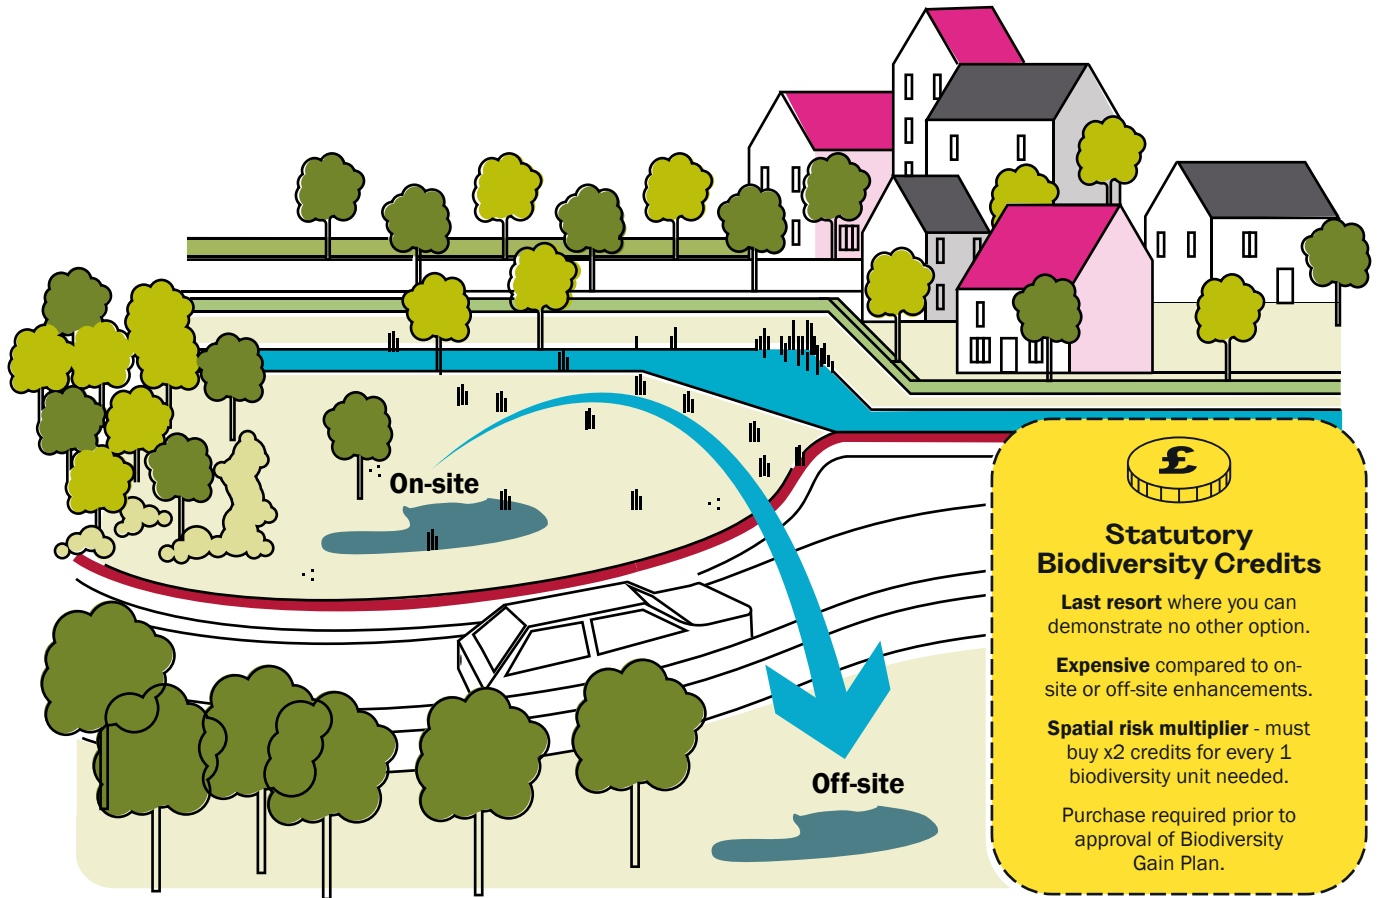 On-site
Off-site
£
Statutory
Biodiversity Credits
Last resort where you can
demonstrate no other option.
Expensive compared to on-
site or off-site enhancements.
Spatial risk multiplier - must
buy x2 credits for every 1
biodiversity unit needed.
Purchase required prior to
approval of Biodiversity
Gain Plan.